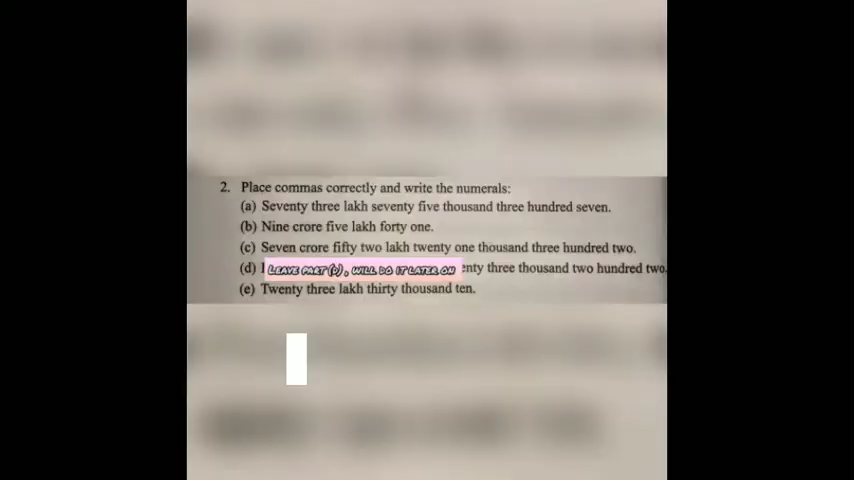 2. Place commas correctly and write the numerals:
(a) Seventy three lakh seventy five thousand three hundred seven.
(b) Nine crore five lakh forty one.
(c) Seven crore fifty two lakh twenty one thousand three hundred two.
(d) LEAVE PART (D), WILL DO IT LATER ON enty three thousand two hundred two.
(e) Twenty three lakh thirty thousand ten.